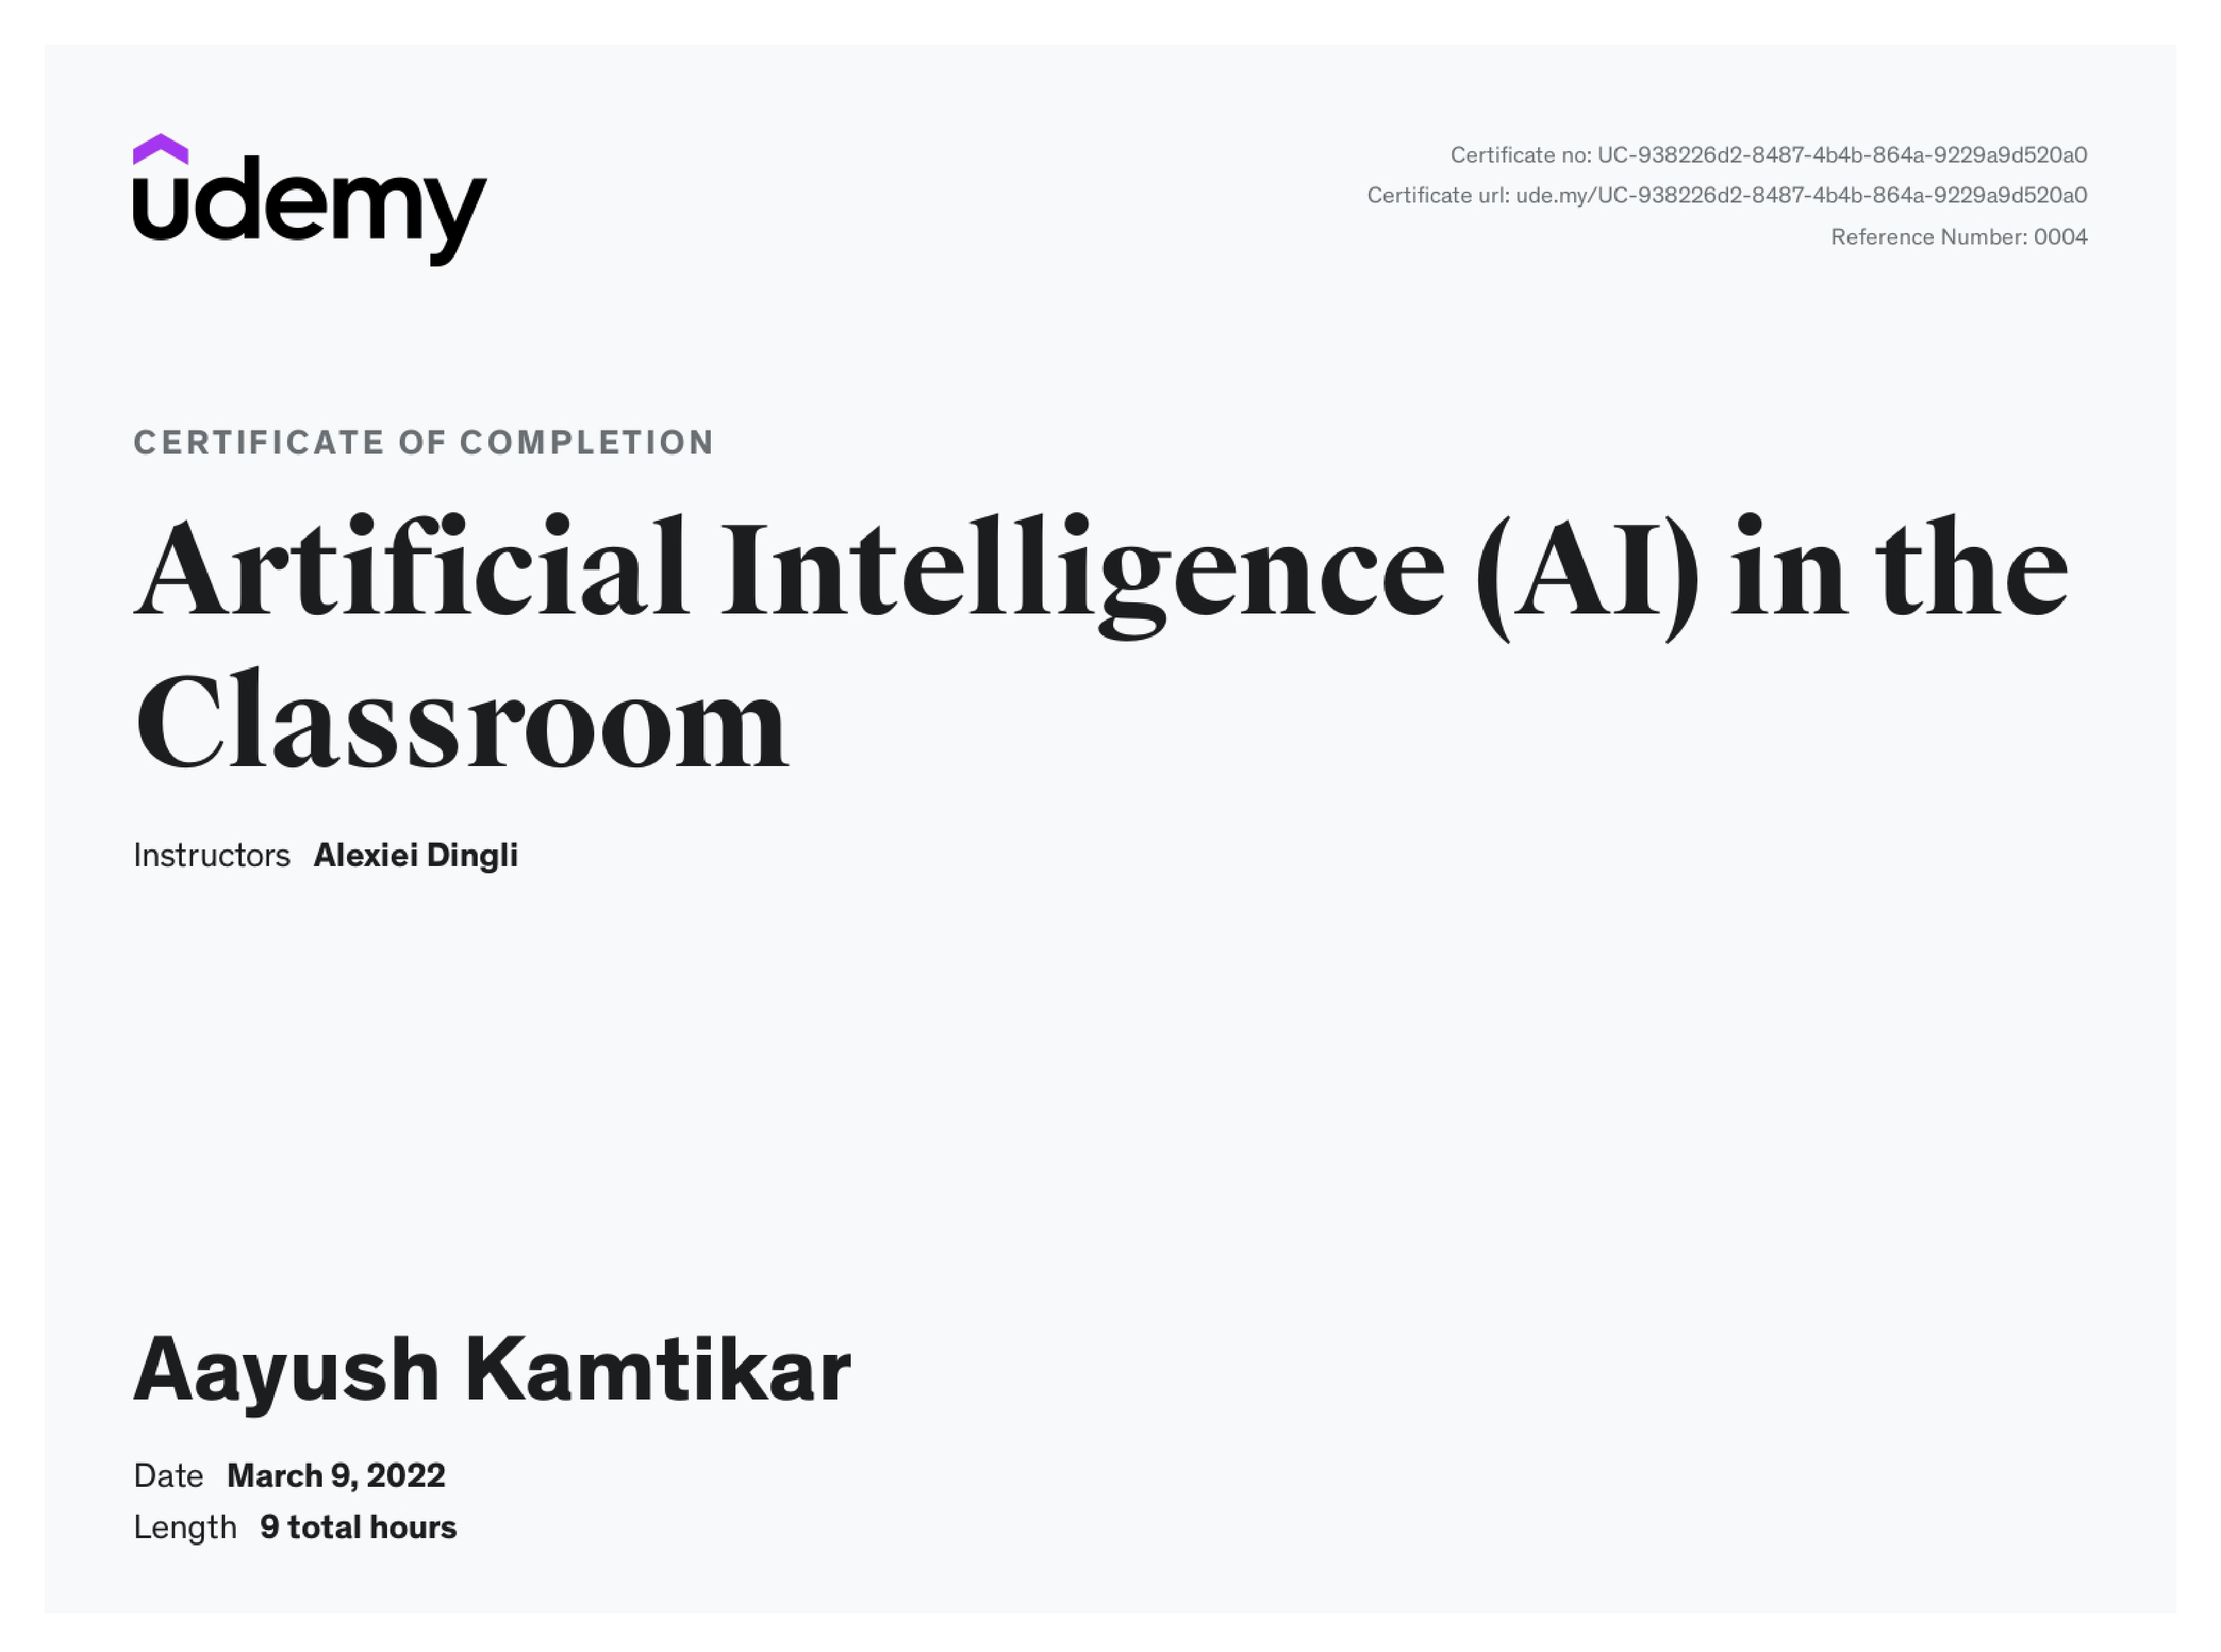 udemy
Certificate no: UC-938226d2-8487-4b4b-864a-9229a9d520a0
Certificate url: ude.my/UC-938226d2-8487-4b4b-864a-9229a9d520a0
Reference Number: 0004
CERTIFICATE OF COMPLETION
Artificial Intelligence (AI) in the
Classroom
Instructors Alexiei Dingli
Aayush Kamtikar
Date March 9, 2022
Length 9 total hours